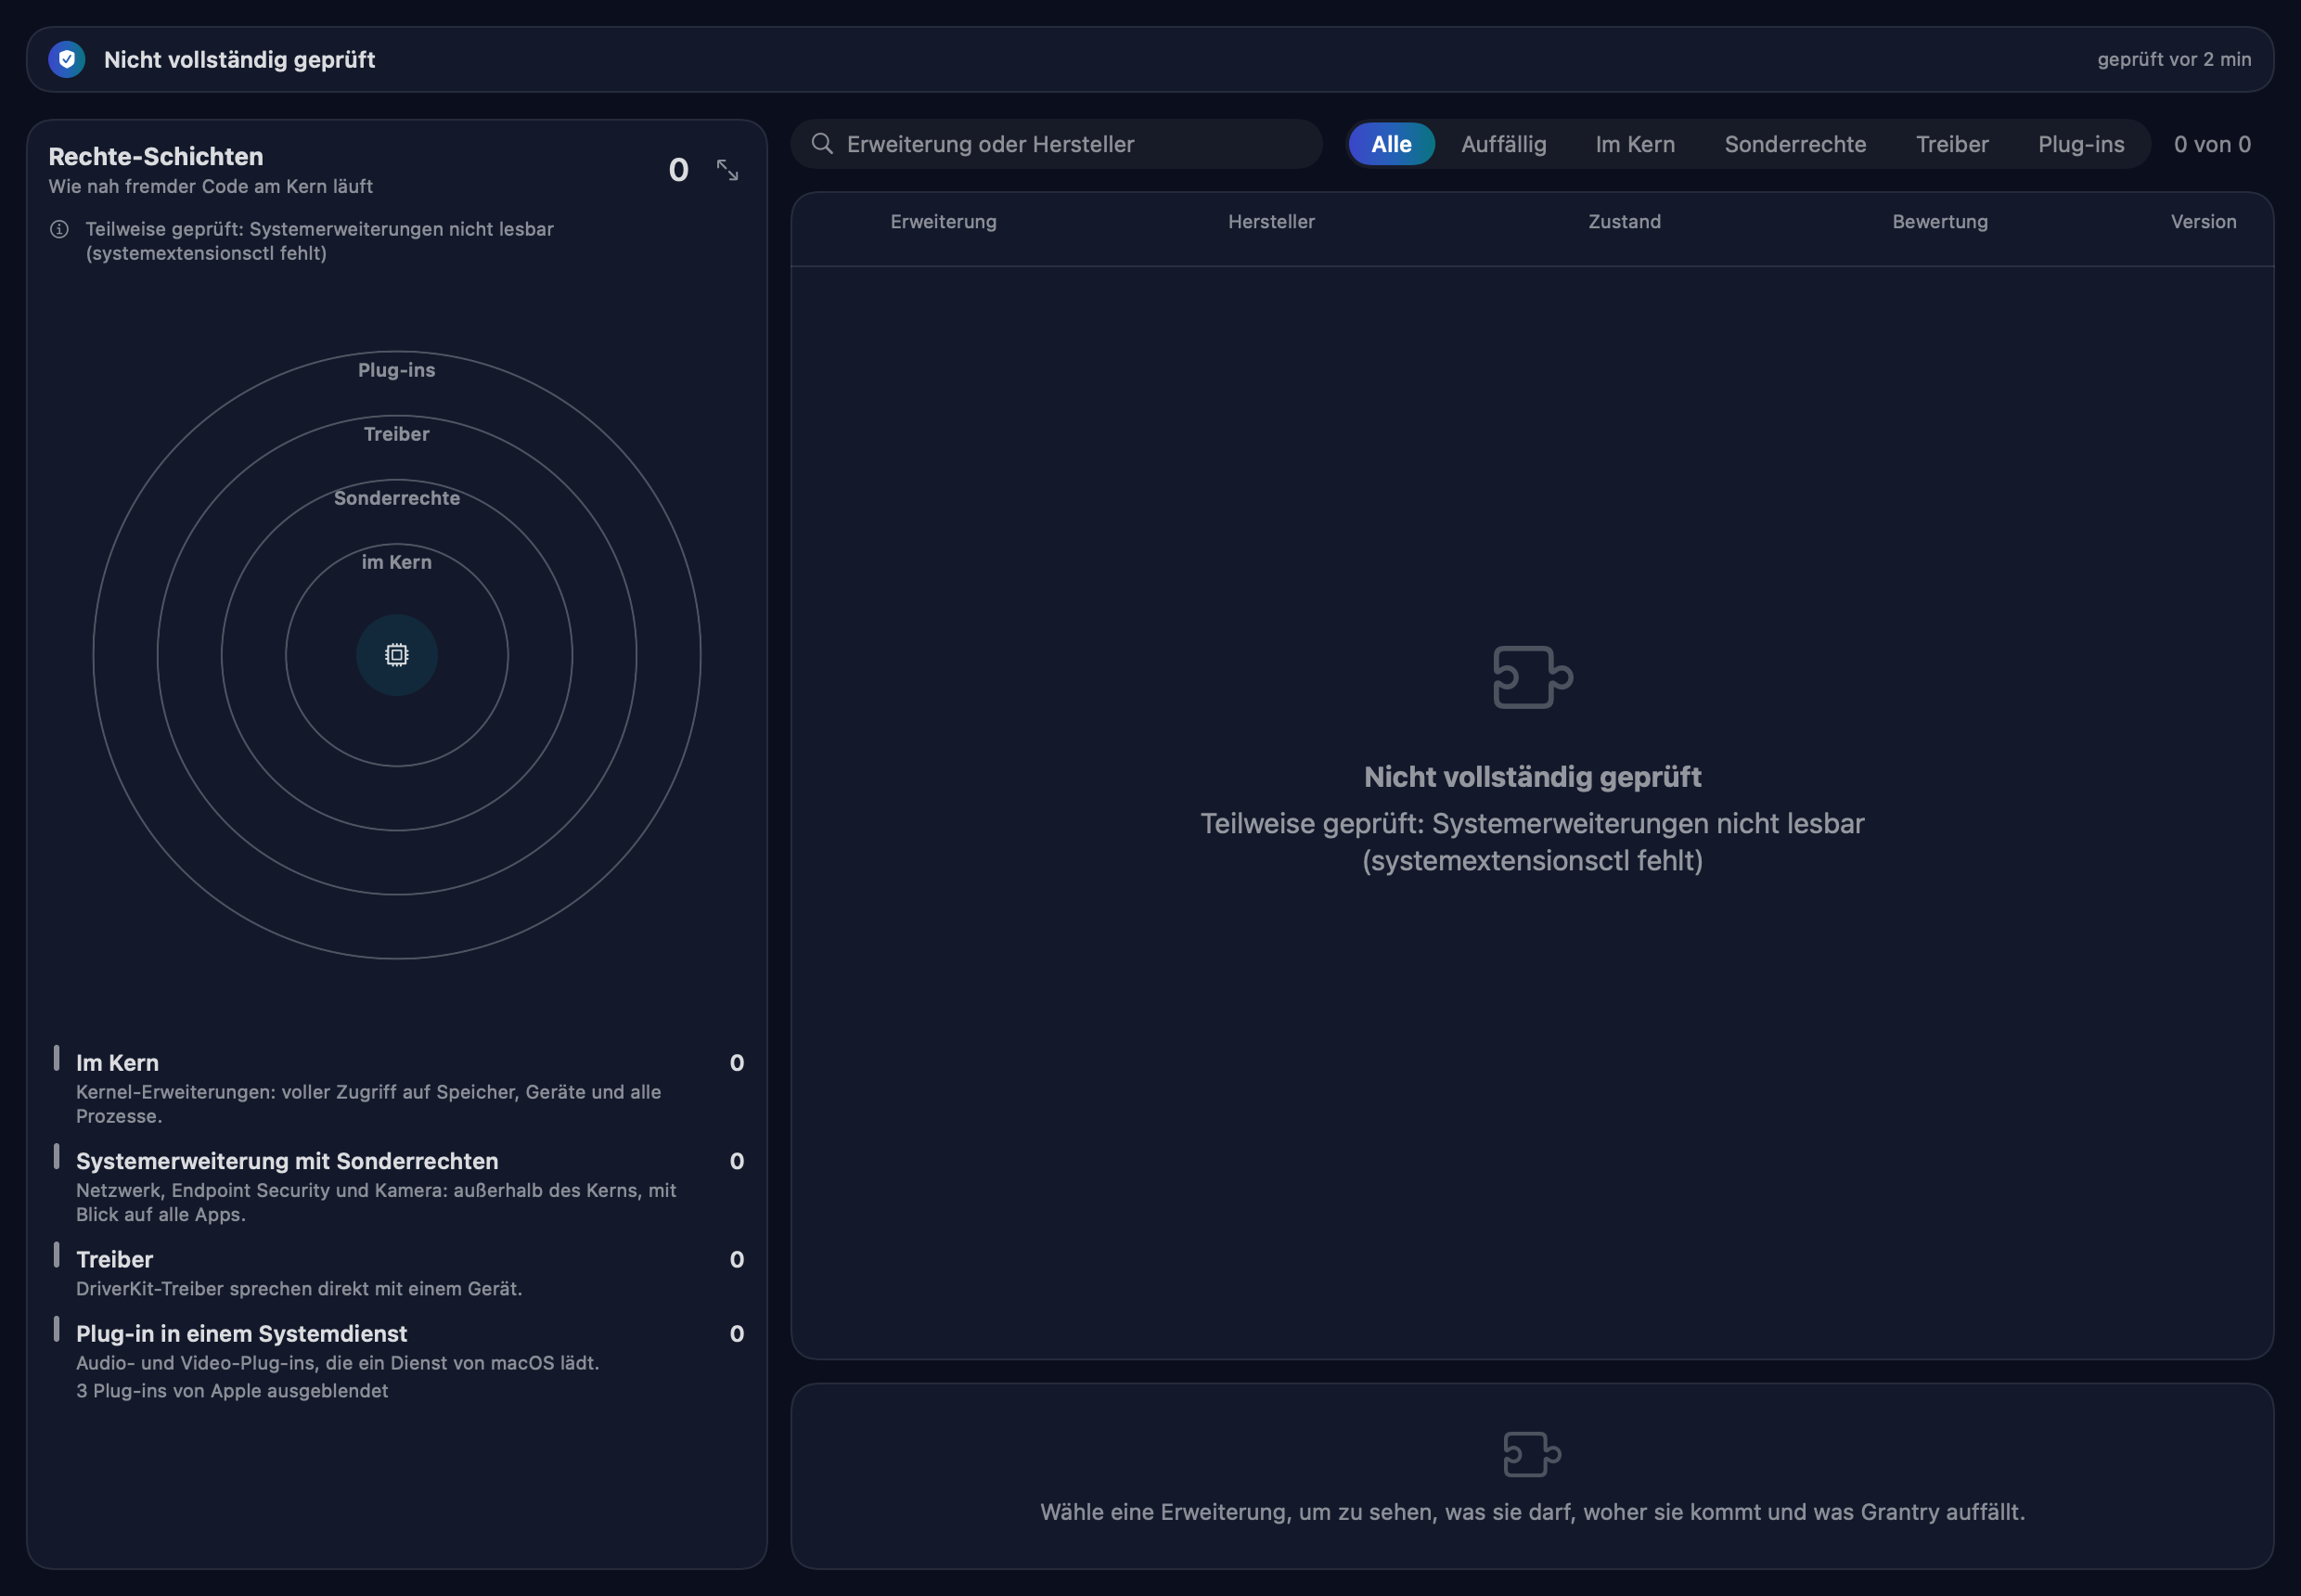 Nicht vollständig geprüft
geprüft vor 2 min
Rechte-Schichten
Wie nah fremder Code am Kern läuft
0
Teilweise geprüft: Systemerweiterungen nicht lesbar
(systemextensionsctl fehlt)
Plug-ins
Treiber
Sonderrechte
im Kern
Im Kern
0
Kernel-Erweiterungen: voller Zugriff auf Speicher, Geräte und alle
Prozesse.
Systemerweiterung mit Sonderrechten
0
Netzwerk, Endpoint Security und Kamera: außerhalb des Kerns, mit
Blick auf alle Apps.
Treiber
0
DriverKit-Treiber sprechen direkt mit einem Gerät.
Plug-in in einem Systemdienst
0
Audio- und Video-Plug-ins, die ein Dienst von macOS lädt.
3 Plug-ins von Apple ausgeblendet
Erweiterung oder Hersteller
Alle
Auffällig
Im Kern
Sonderrechte
Treiber
Plug-ins
0 von 0
Erweiterung
Hersteller
Zustand
Bewertung
Version
Nicht vollständig geprüft
Teilweise geprüft: Systemerweiterungen nicht lesbar
(systemextensionsctl fehlt)
Wähle eine Erweiterung, um zu sehen, was sie darf, woher sie kommt und was Grantry auffällt.